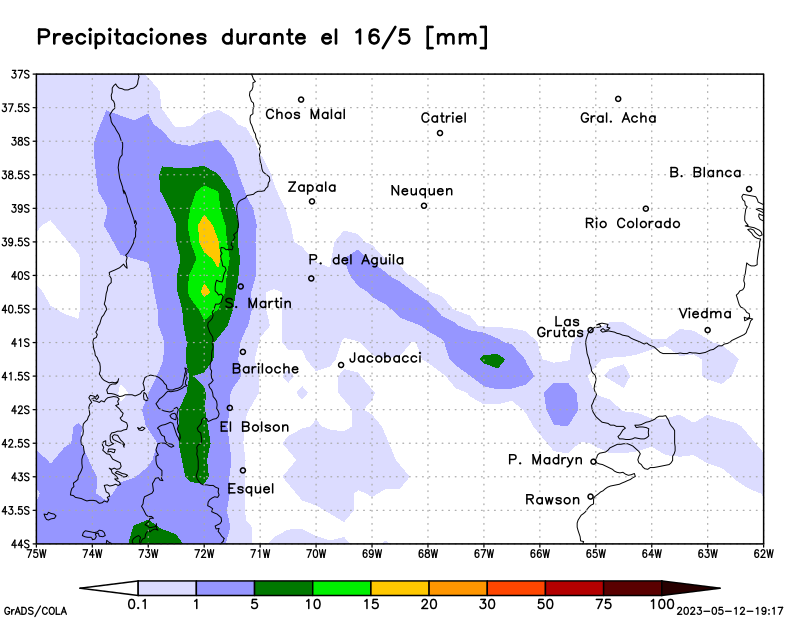 Precipitaciones durante el 16/5 [mm]
37S
37.5S
38S
38.5S
39S
39.5S
40S
40.5S
41S
41.5S
42S
42.5S
43S
43.5S
44S
Chos Malal
Catriel
Gral. Acha
B. Blanca
Zapala
Neuquen
Rio Colorado
P. del Aguila
S. Martin
Viedma
Las
Grutas
Jacobacci
Bariloche
El Bolson
P. Madryn
Esquel
Rawson
75W 74W 73W 72W 71W 70W 69W 68W 67W 66W 65W 64W 63W 62W
0.1 1 5 10 15 20 30 50 75 100
GrADS/COLA
2023-05-12-19:17